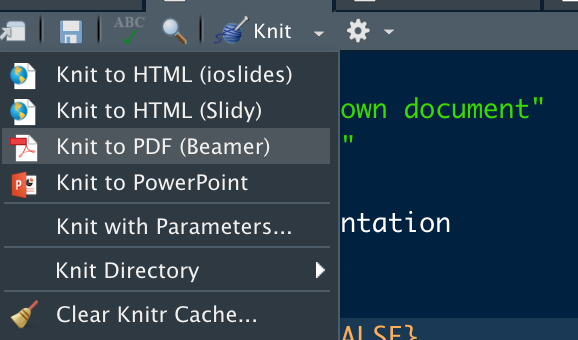 ABC
Knit
Knit to HTML (ioslides)
Knit to HTML (Slidy)
own document"
Knit to PDF (Beamer)
"
Knit to PowerPoint
Knit with Parameters...
ntation
Knit Directory
Clear Knitr Cache...
ALSE}